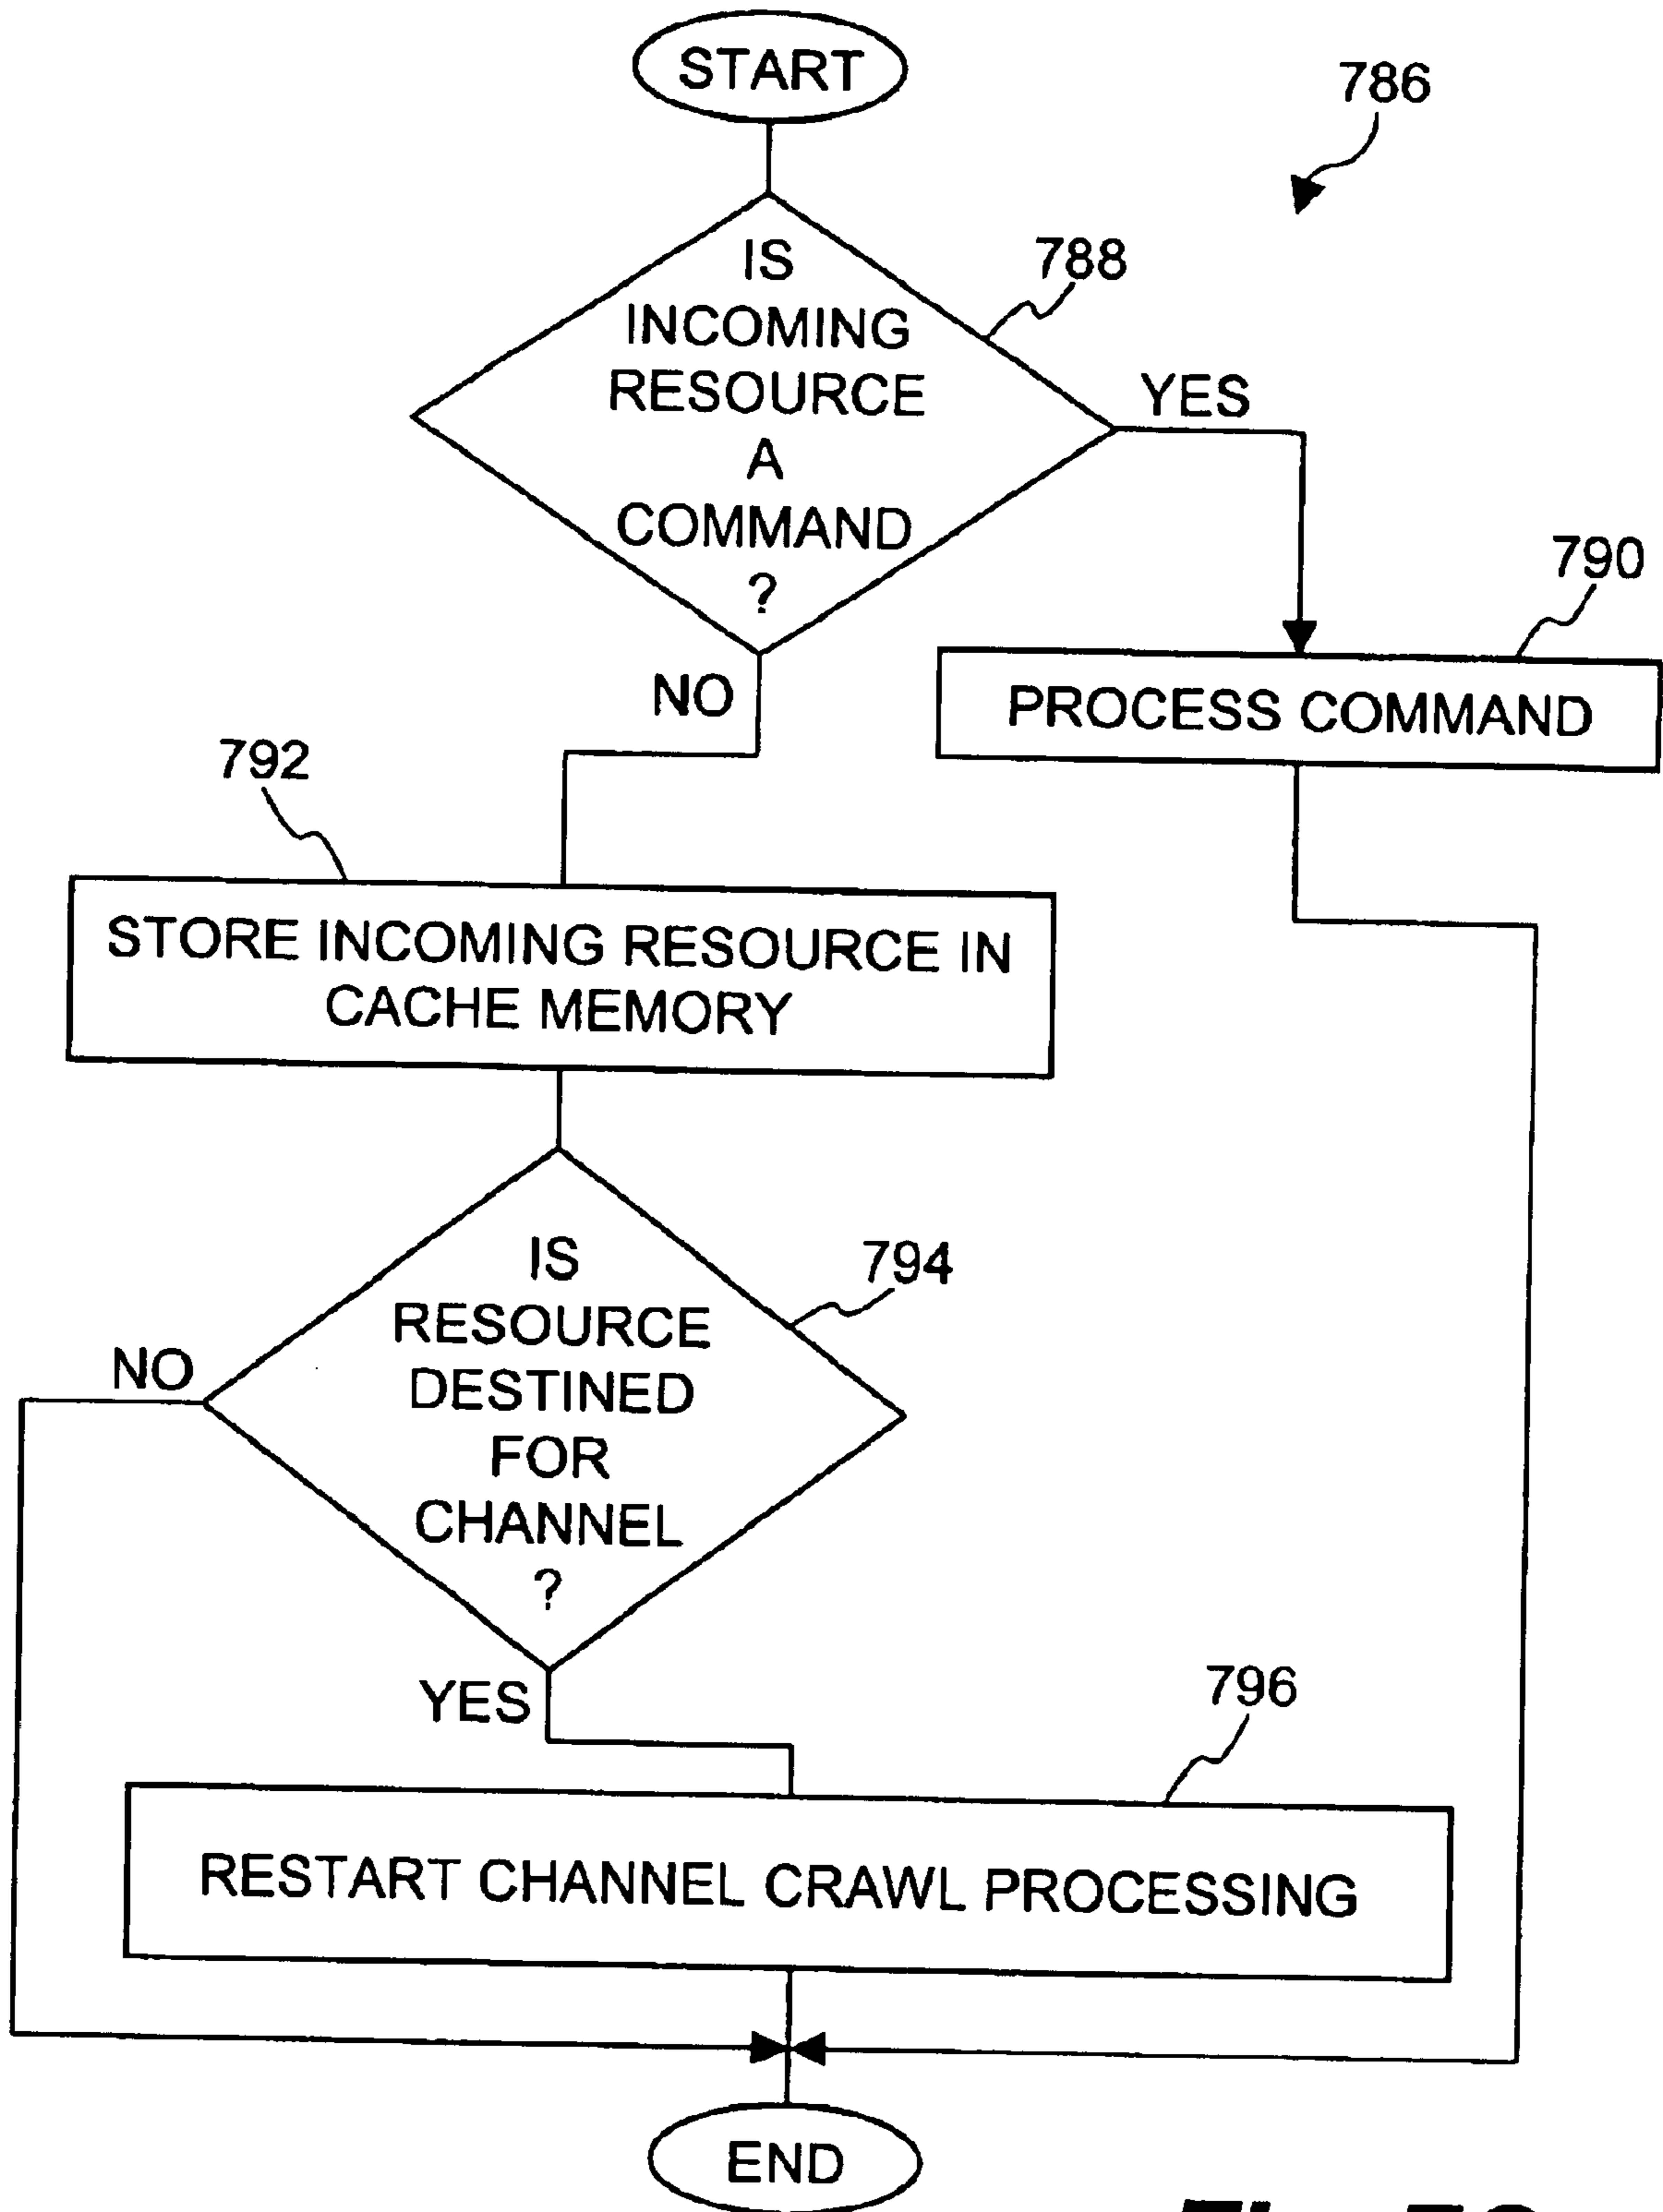 START
786
IS
INCOMING
RESOURCE
A
COMMAND
?
788
YES
NO
790
PROCESS COMMAND
792
STORE INCOMING RESOURCE IN
CACHE MEMORY
IS
RESOURCE
DESTINED
FOR
CHANNEL
?
794
NO
YES
796
RESTART CHANNEL CRAWL PROCESSING
END